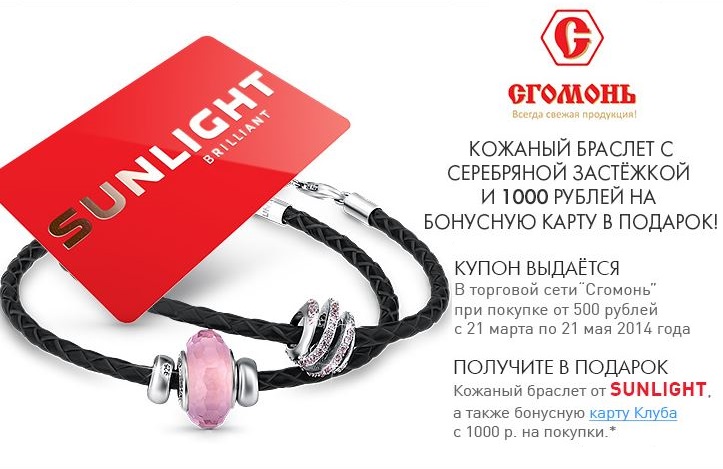 SUNLIGHT
BRILLIANT
СГОМОНЬ
Всегда свежая продукция!
КОЖАНЫЙ БРАСЛЕТ С
СЕРЕБРЯНОЙ ЗАСТЁЖКОЙ
И 1000 РУБЛЕЙ НА
БОНУСНУЮ КАРТУ В ПОДАРОК!
КУПОН ВЫДАЁТСЯ
В торговой сети "Сгомонь"
при покупке от 500 рублей
с 21 марта по 21 мая 2014 года
ПОЛУЧИТЕ В ПОДАРОК
Кожаный браслет от SUNLIGHT,
а также бонусную карту Клуба
с 1000 р. на покупки.*